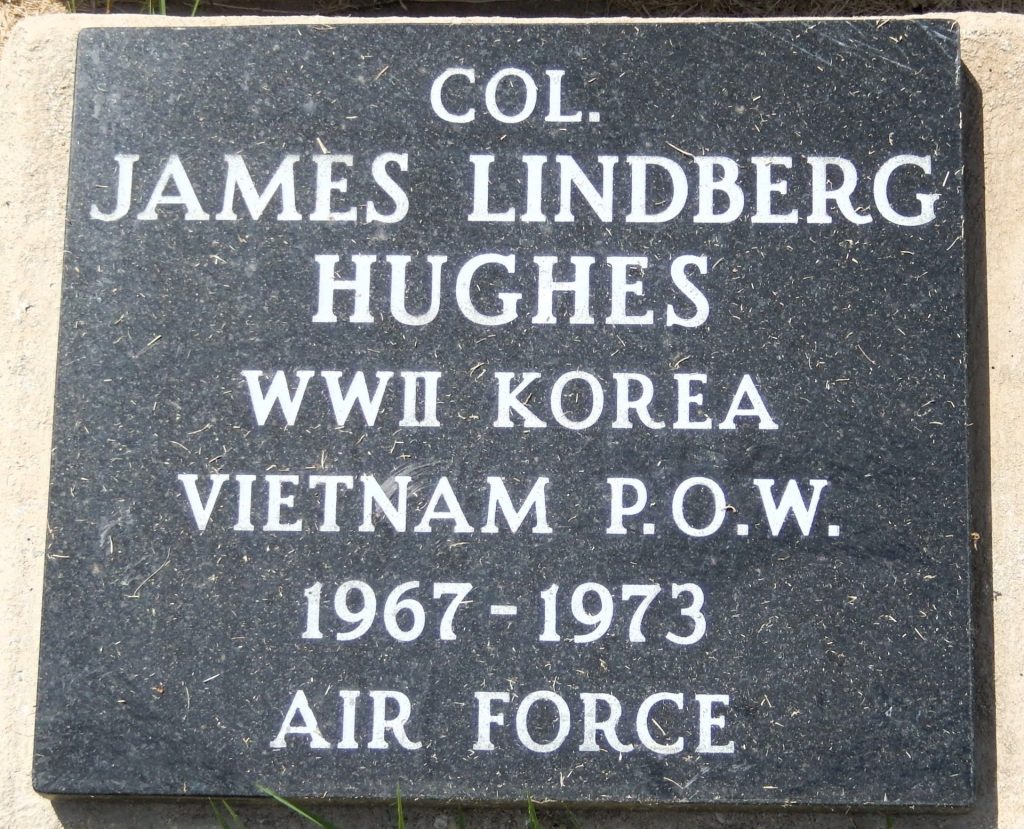 COL.
JAMES LINDBERG
HUGHES
WWII KOREA
VIETNAM P.O.W.
1967-1973
AIR FORCE